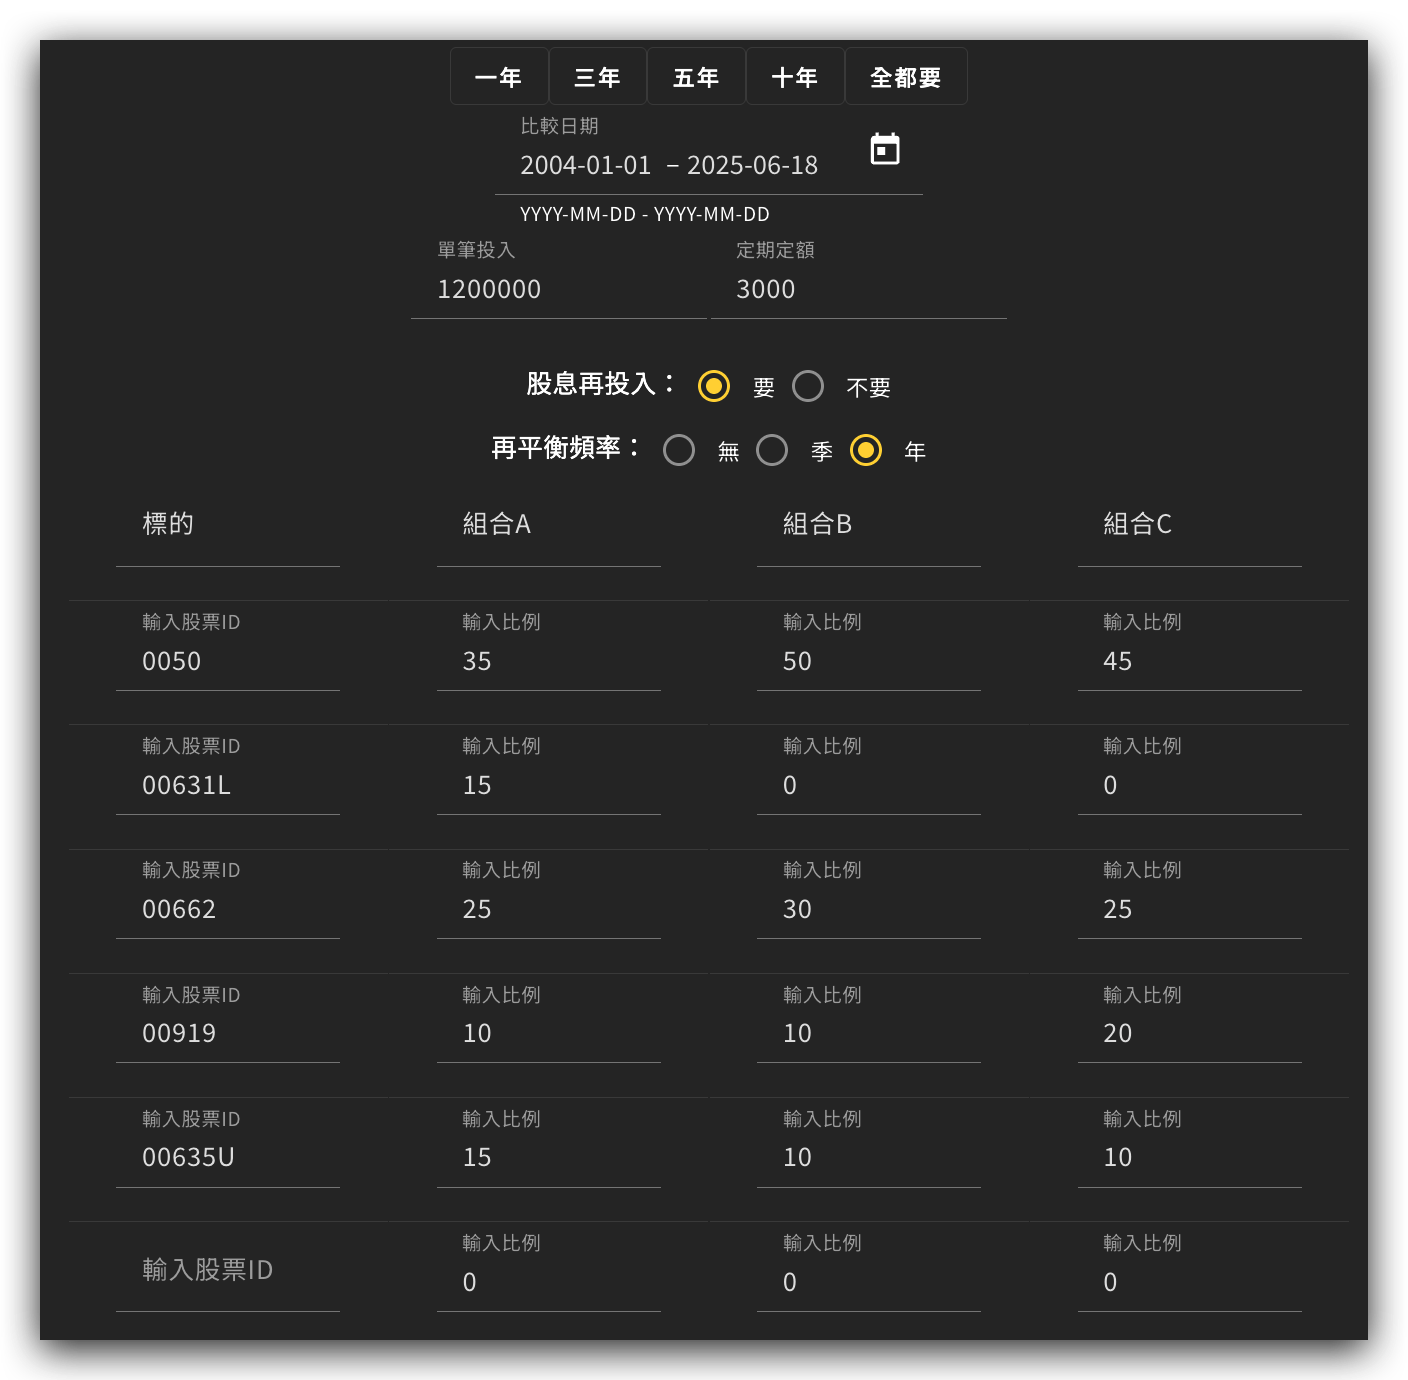 一年 三年 五年 十年 全都要
比較日期
2004-01-01 – 2025-06-18
YYYY-MM-DD - YYYY-MM-DD
單筆投入 定期定額
1200000 3000
股息再投入： 要 不要
再平衡頻率： 無 季 年
標的 組合A 組合B 組合C
輸入股票ID 輸入比例 輸入比例 輸入比例
0050 35 50 45
輸入股票ID 輸入比例 輸入比例 輸入比例
00631L 15 0 0
輸入股票ID 輸入比例 輸入比例 輸入比例
00662 25 30 25
輸入股票ID 輸入比例 輸入比例 輸入比例
00919 10 10 20
輸入股票ID 輸入比例 輸入比例 輸入比例
00635U 15 10 10
輸入股票ID 輸入比例 輸入比例 輸入比例
0 0 0